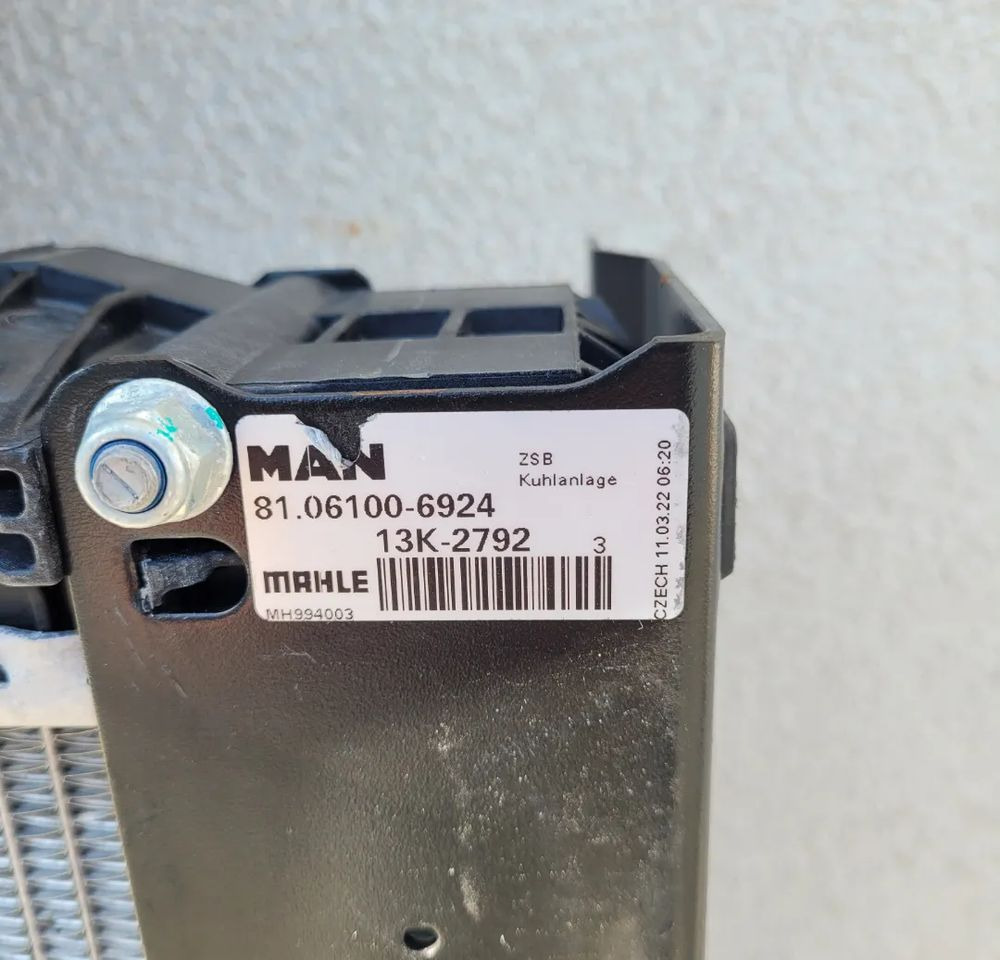 MAN
ZSB
Kuhlanlage
81.06100-6924
13K-2792
3
MAHLE
MH994003
CZECH 11.03.22 06:20